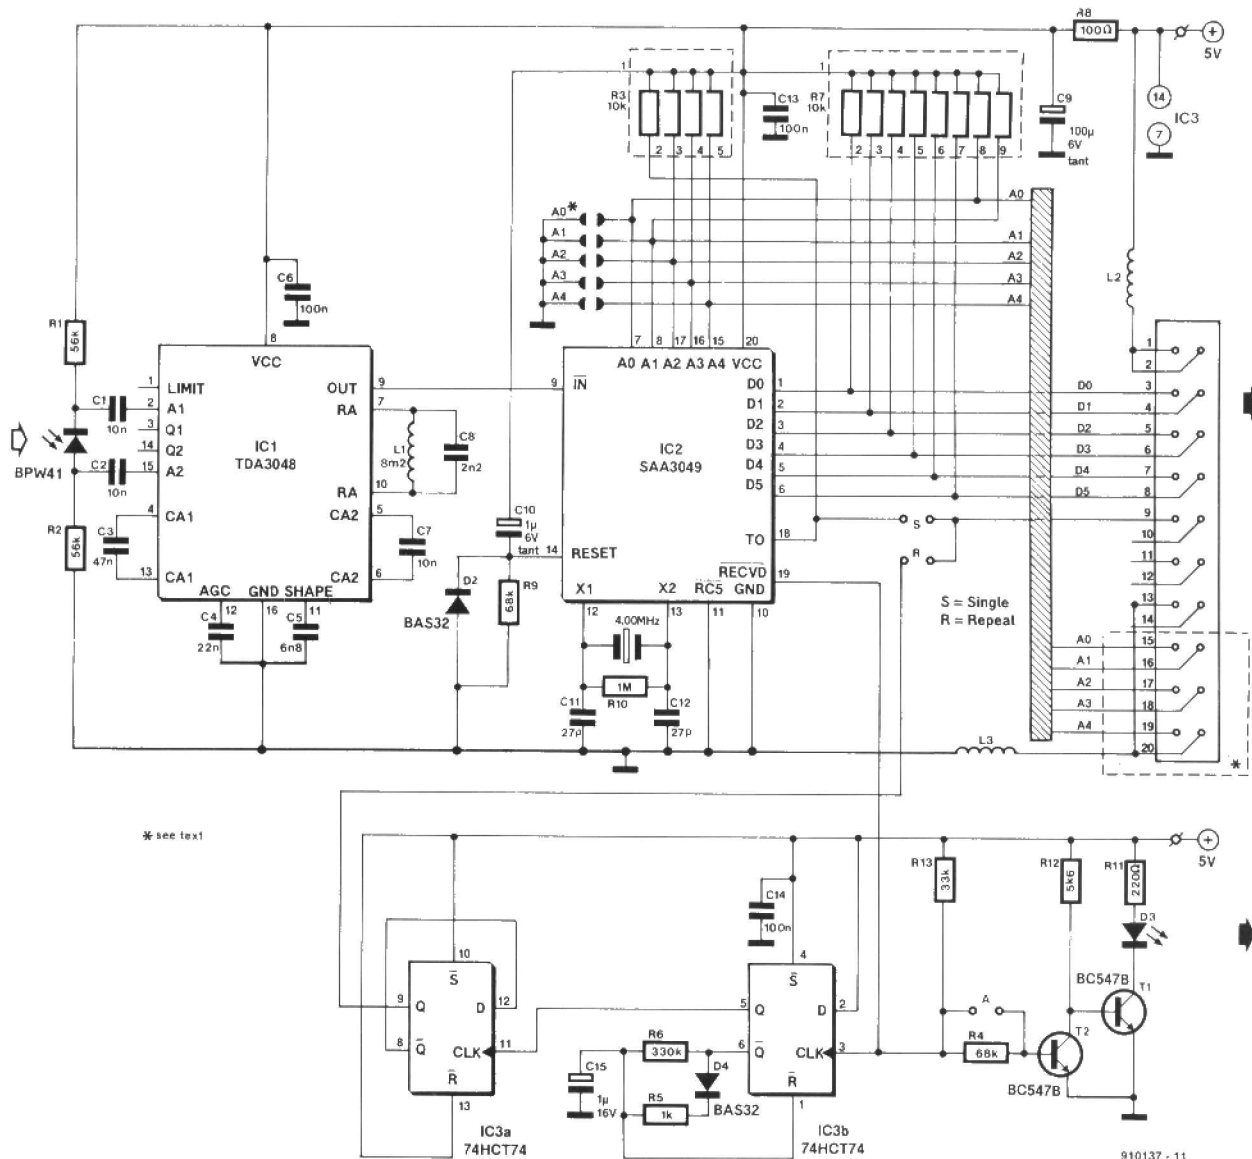 R8
100Ω
5V
14
IC3
7
R3
10k
1
2 3 4 5
C13
100n
R7
10k
1
2 3 4 5 6 7 8 9
C9
100µ
6V
tant
A0*
A1
A2
A3
A4
A0
A1
A2
A3
A4
L2
C6
100n
R1
56k
8
VCC
1 LIMIT
2 A1
3 Q1
14 Q2
15 A2
4 CA1
13 CA1
OUT 9
RA 7
RA 10
CA2 5
CA2 6
IC1
TDA3048
AGC GND SHAPE
12 16 11
C1
10n
C2
10n
BPW41
R2
56k
C3
47n
C4
22n
C5
6n8
L1
8m2
C8
2n2
C7
10n
C10
1µ
6V
tant
D2
BAS32
R9
68k
7 8 17 16 15 20
A0 A1 A2 A3 A4 VCC
9 IN
14 RESET
IC2
SAA3049
D0 1
D1 2
D2 3
D3 4
D4 5
D5 6
TO 18
RECVD 19
X1 X2 RC5 GND
12 13 11 10
4,00MHz
1M
R10
C11
27p
C12
27p
S
R
S = Single
R = Repeat
D0
D1
D2
D3
D4
D5
A0
A1
A2
A3
A4
1
2
3
4
5
6
7
8
9
10
11
12
13
14
15
16
17
18
19
20
*
L3
* see text
5V
R13
33k
R12
5k6
R11
220Ω
D3
C14
100n
10
S
9 Q
D 12
8 Q
CLK 11
R
13
IC3a
74HCT74
4
S
5 Q
D 2
6 Q
CLK 3
R
1
IC3b
74HCT74
R6
330k
D4
BAS32
R5
1k
C15
1µ
16V
A
R4
68k
BC547B
T1
T2
BC547B
910137 - 11